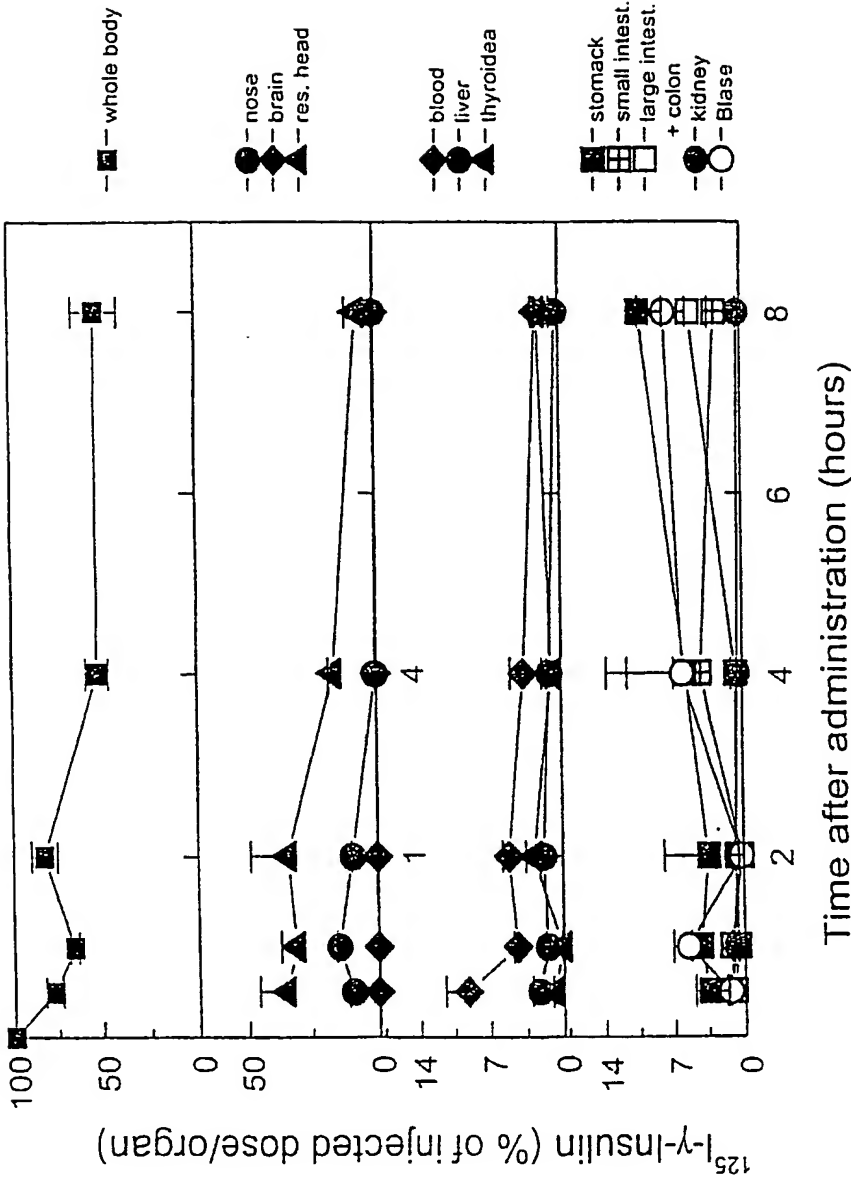 125I-γ-Insulin (% of injected dose/organ)
100
50
0
50
0
14
7
0
14
7
0
1
4
2
4
6
8
Time after administration (hours)
whole body
nose
brain
res. head
blood
liver
thyroidea
stomack
small intest.
large intest.
+ colon
kidney
Blase